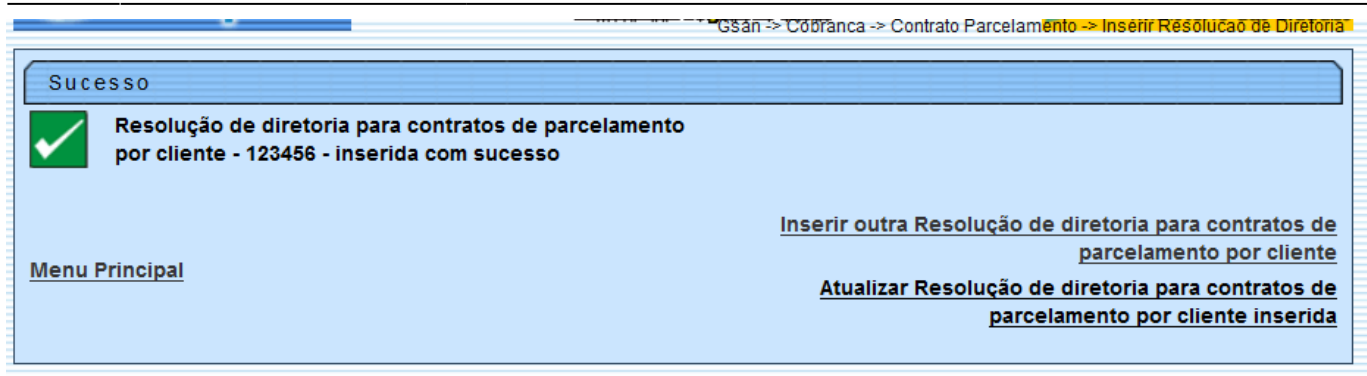 Gsan -> Cobranca -> Contrato Parcelamento -> Inserir Resolucao de Diretoria
Sucesso
Resolução de diretoria para contratos de parcelamento
por cliente - 123456 - inserida com sucesso
Inserir outra Resolução de diretoria para contratos de
parcelamento por cliente
Menu Principal
Atualizar Resolução de diretoria para contratos de
parcelamento por cliente inserida